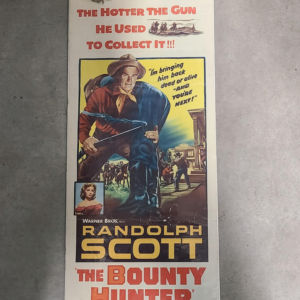 THE HOTTER THE GUN
HE USED
TO COLLECT IT!!!
"I'm bringing
him back
dead or alive
-AND
YOU'RE
NEXT!"
WARNER BROS.
RANDOLPH
SCOTT
"THE BOUNTY
HUNTER"